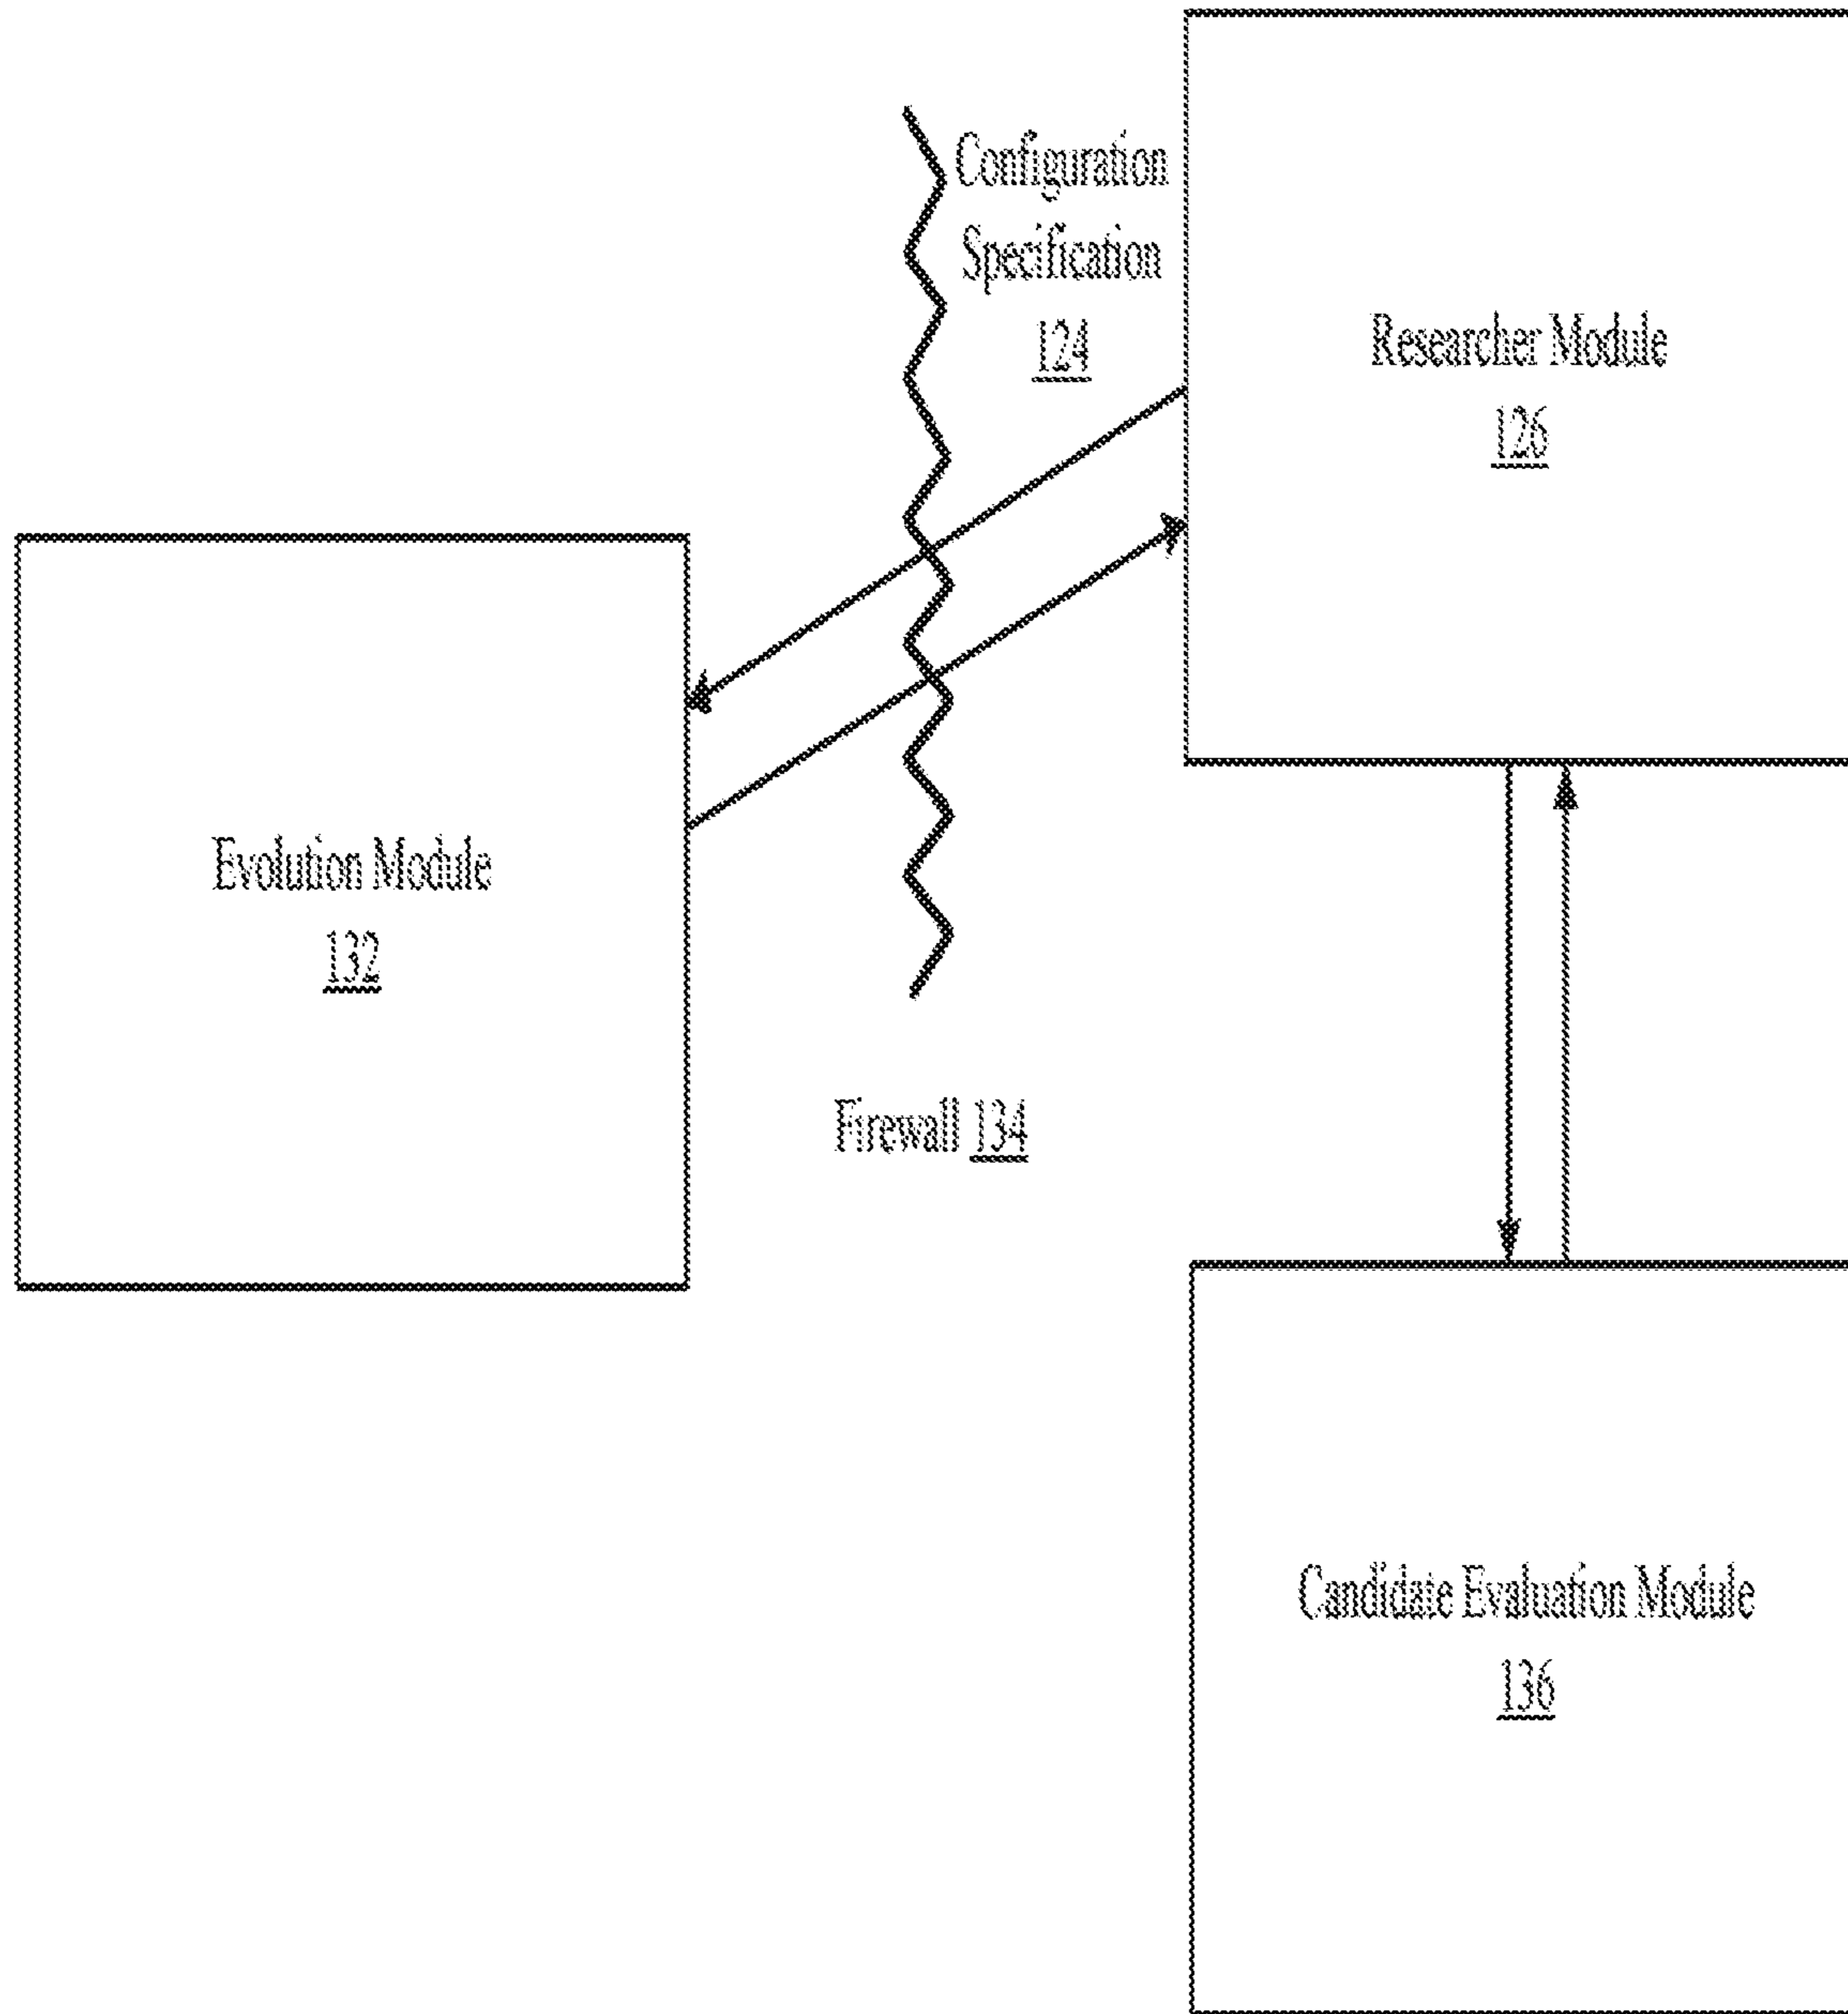 Configuration
Specification
124
Researcher Module
126
Evolution Module
132
Firewall 134
Candidate Evaluation Module
136